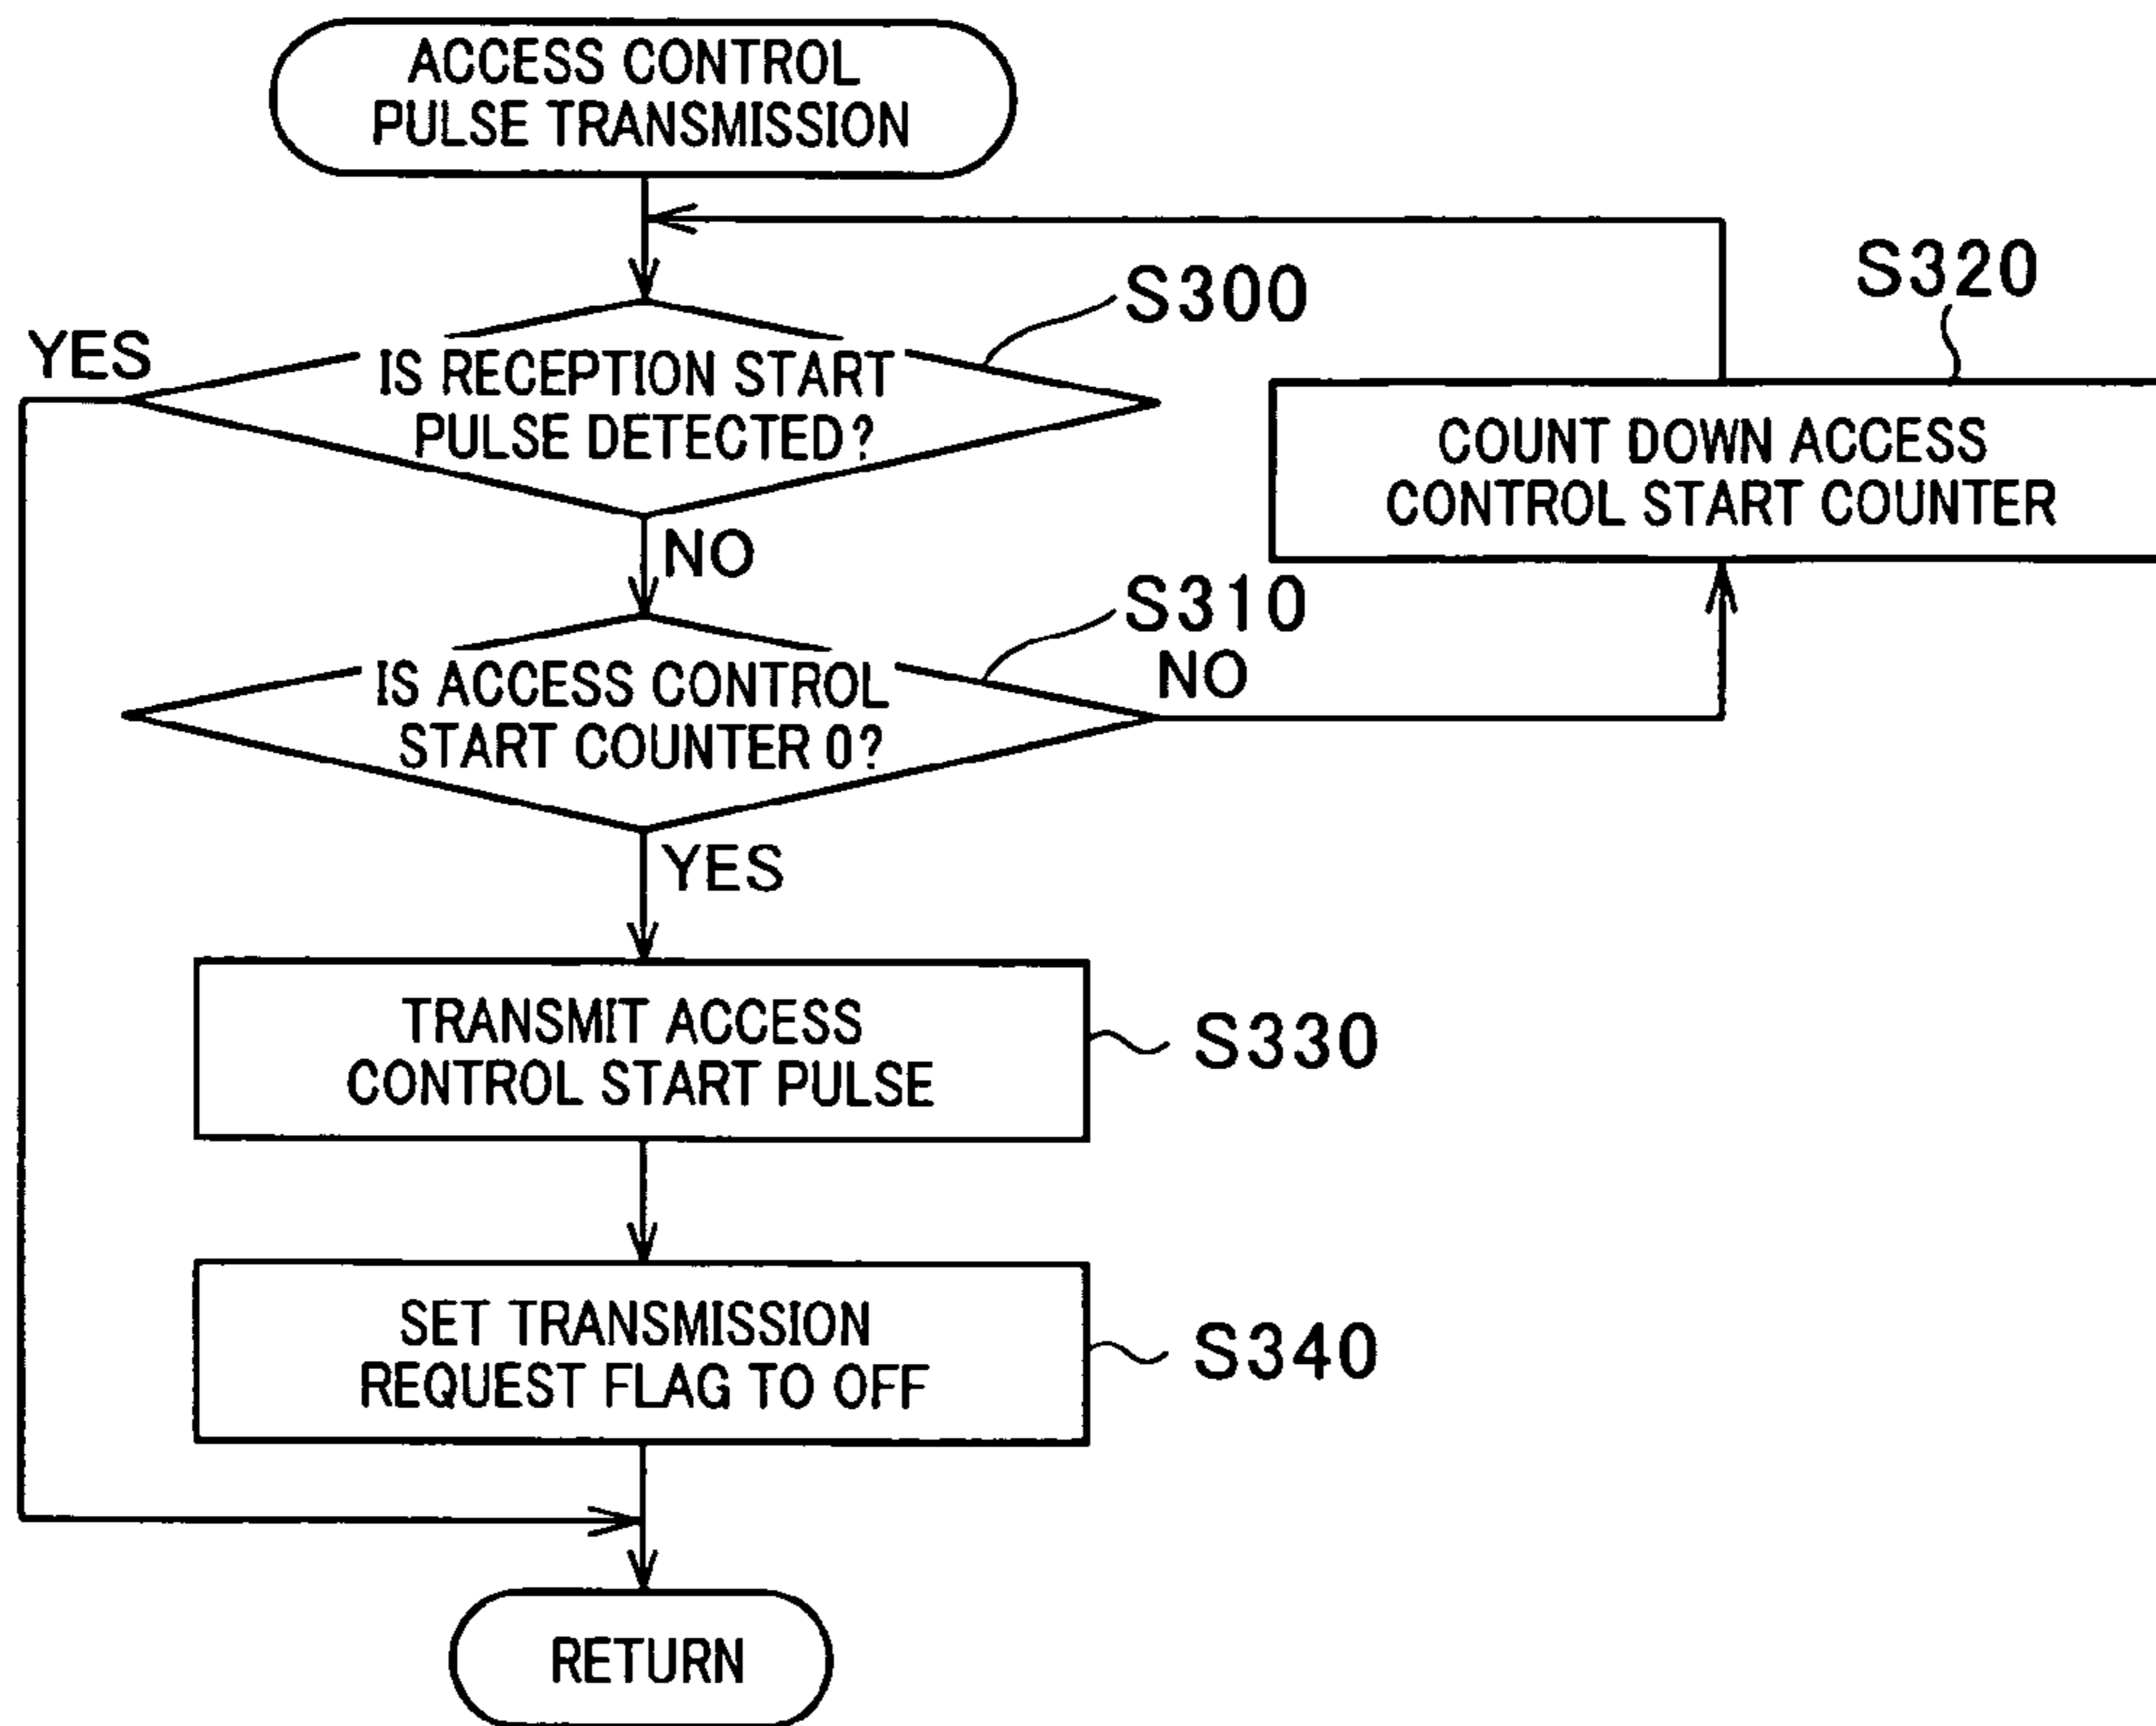 ACCESS CONTROL
PULSE TRANSMISSION
S300
S320
YES
IS RECEPTION START
PULSE DETECTED?
COUNT DOWN ACCESS
CONTROL START COUNTER
NO
S310
NO
IS ACCESS CONTROL
START COUNTER 0?
YES
TRANSMIT ACCESS
CONTROL START PULSE
S330
SET TRANSMISSION
REQUEST FLAG TO OFF
S340
RETURN